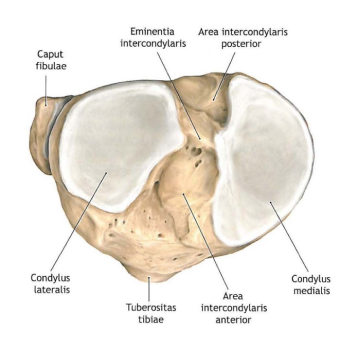 Eminentia
intercondylaris
Area intercondylaris
posterior
Caput
fibulae
Condylus
lateralis
Tuberositas
tibiae
Area
intercondylaris
anterior
Condylus
medialis